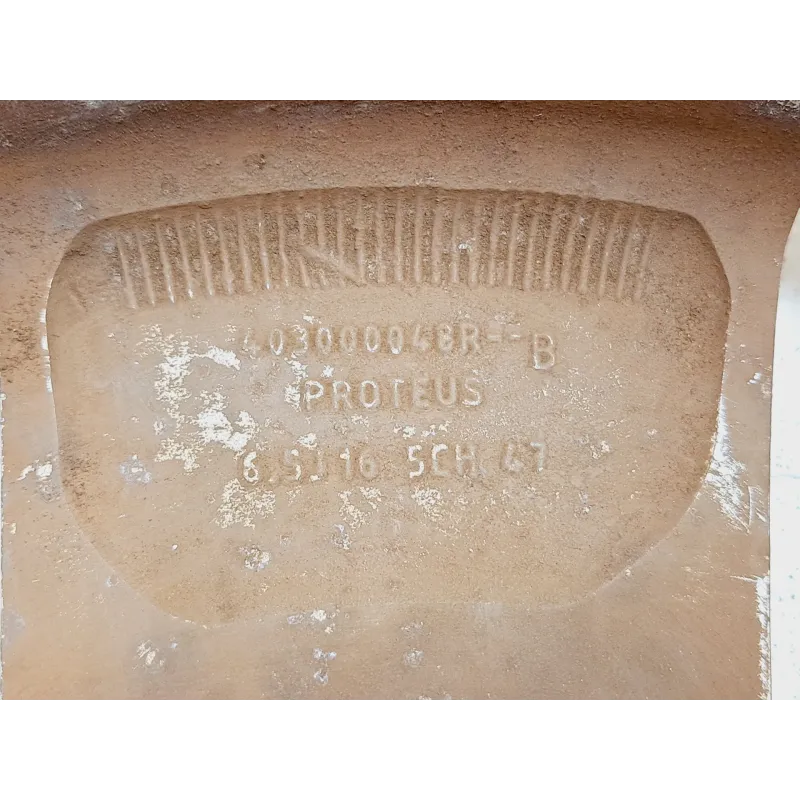 403000048R--B
PROTEUS
6.5J16 5CH.47